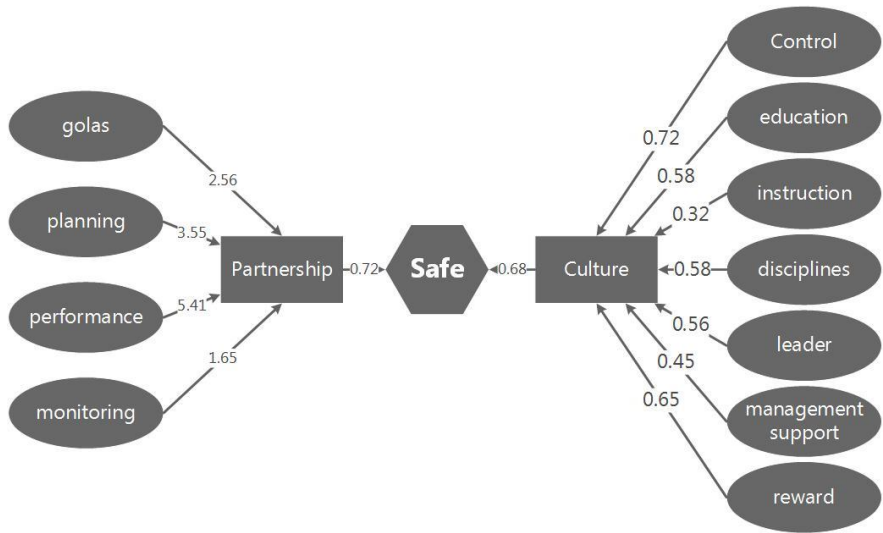 golas
planning
performance
monitoring
2.56
3.55
5.41
1.65
Partnership
0.72
Safe
0.68
Culture
0.72
0.58
0.32
0.58
0.56
0.45
0.65
Control
education
instruction
disciplines
leader
management
support
reward